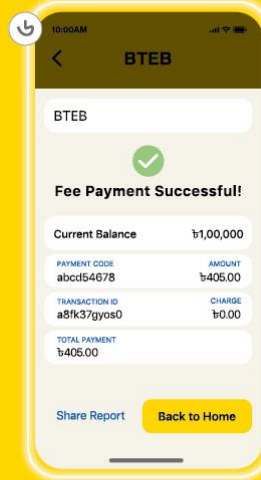 10:00AM
BTEB
BTEB
Fee Payment Successful!
Current Balance ৳1,00,000
PAYMENT CODE AMOUNT
abcd54678 ৳405.00
TRANSACTION ID CHARGE
a8fk37gyos0 ৳0.00
TOTAL PAYMENT
৳405.00
Share Report Back to Home